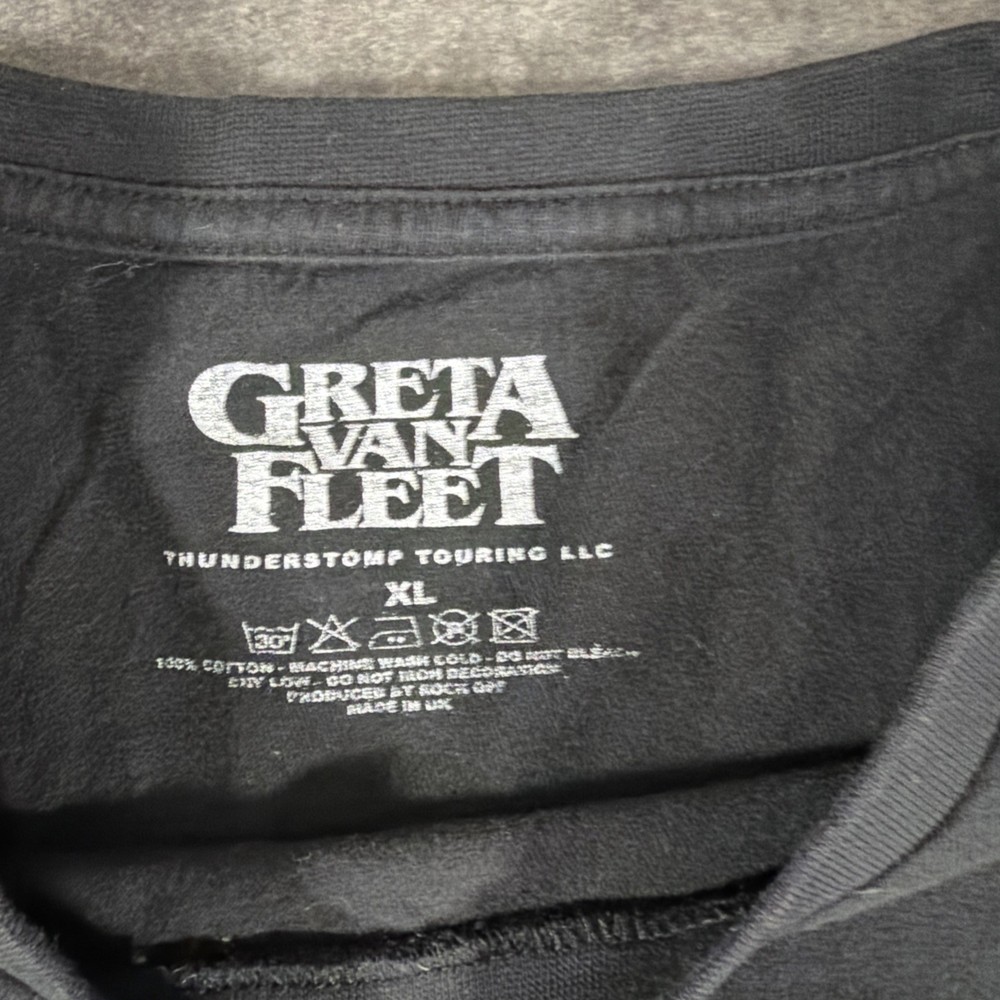 GRETA
VAN
FLEET
THUNDERSTOMP TOURING LLC
XL
30°
100% COTTON - MACHINE WASH COLD - DO NOT BLEACH
DRY LOW - DO NOT IRON DECORATION
PRODUCED BY ROCK OFF
MADE IN UK